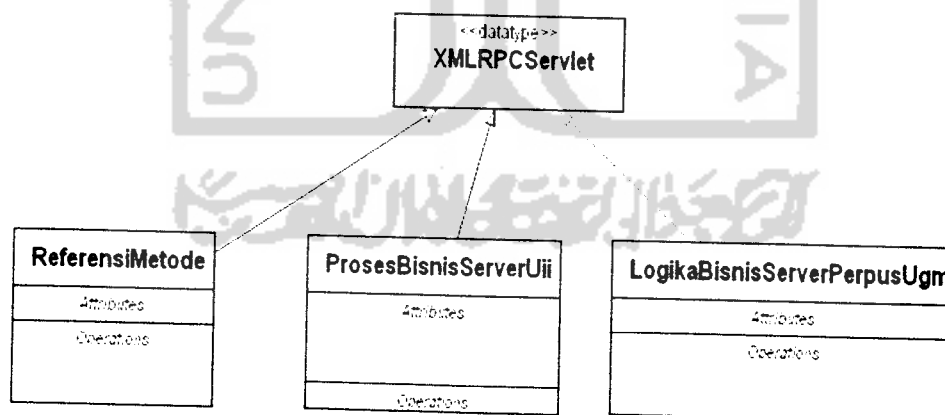 <<datatype>>
XMLRPCServlet
ReferensiMetode
Attributes
Operations
ProsesBisnisServerUii
Attributes
Operations
LogikaBisnisServerPerpusUgm
Attributes
Operations